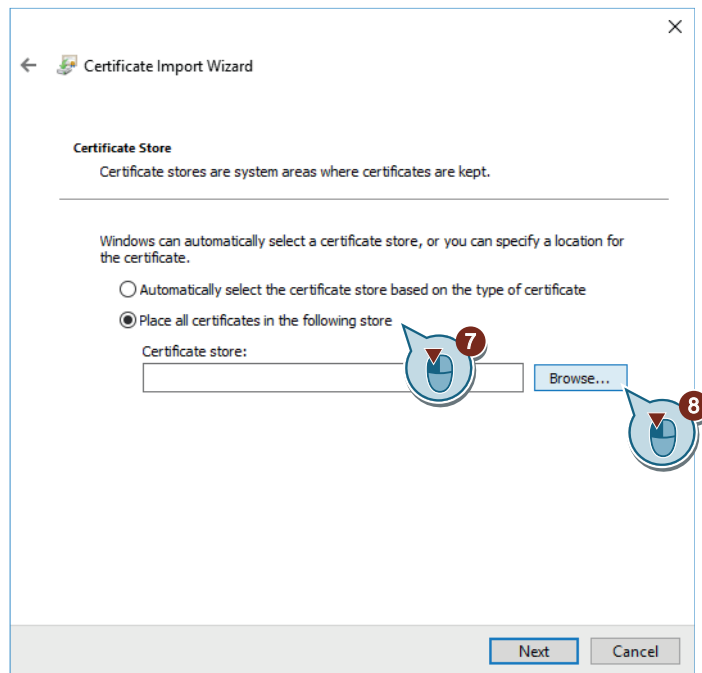 Certificate Import Wizard
Certificate Store
Certificate stores are system areas where certificates are kept.
Windows can automatically select a certificate store, or you can specify a location for
the certificate.
Automatically select the certificate store based on the type of certificate
Place all certificates in the following store
7
Certificate store:
Browse...
8
Next
Cancel